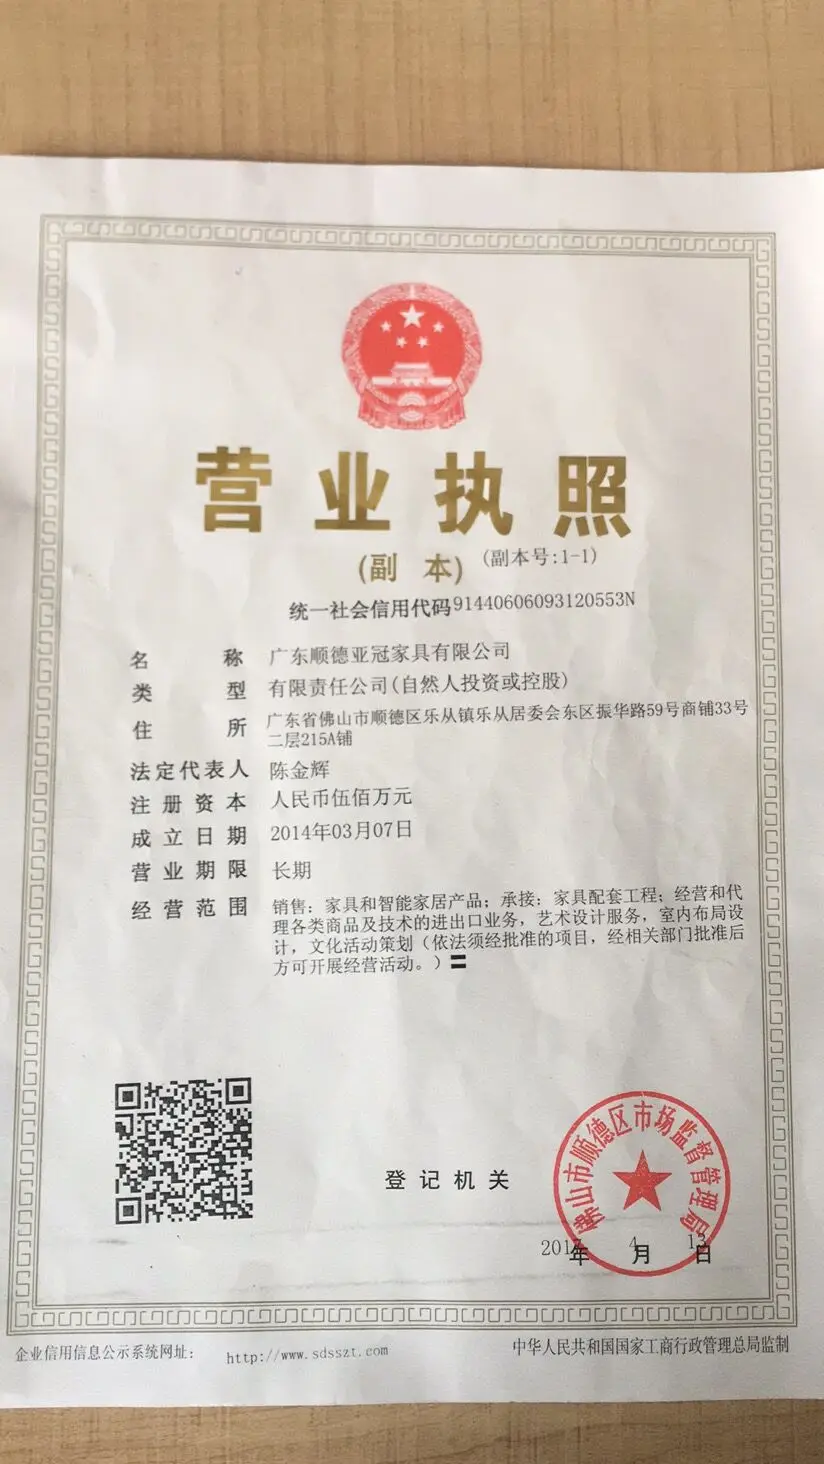 营业执照
(副 本) (副本号:1-1)
统一社会信用代码91440606093120553N
名 称 广东顺德亚冠家具有限公司
类 型 有限责任公司(自然人投资或控股)
住 所 广东省佛山市顺德区乐从镇乐从居委会东区振华路59号商铺33号
二层215A铺
法定代表人 陈金辉
注册资本 人民币伍佰万元
成立日期 2014年03月07日
营业期限 长期
经营范围 销售：家具和智能家居产品；承接：家具配套工程；经营和代
理各类商品及技术的进出口业务，艺术设计服务，室内布局设
计，文化活动策划（依法须经批准的项目，经相关部门批准后
方可开展经营活动。）〓
佛山市顺德区市场监督管理局
登记机关
2017年 4月 13日
企业信用信息公示系统网址： http://www.sdsszt.com
中华人民共和国国家工商行政管理总局监制